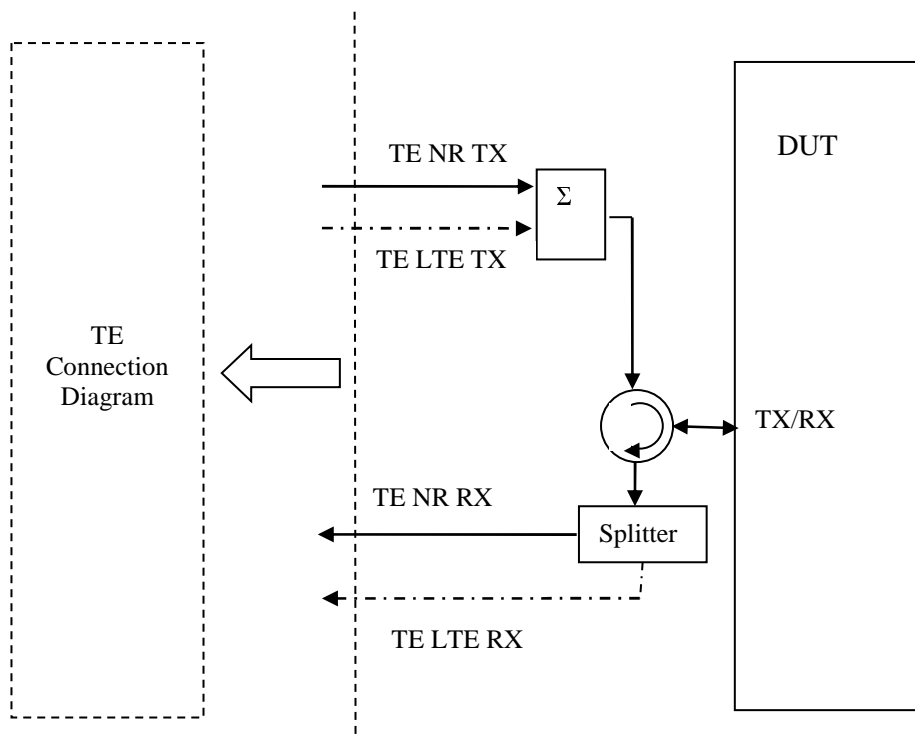 TE NR TX
Σ
DUT
TE LTE TX
TE
Connection
Diagram
TX/RX
TE NR RX
Splitter
TE LTE RX